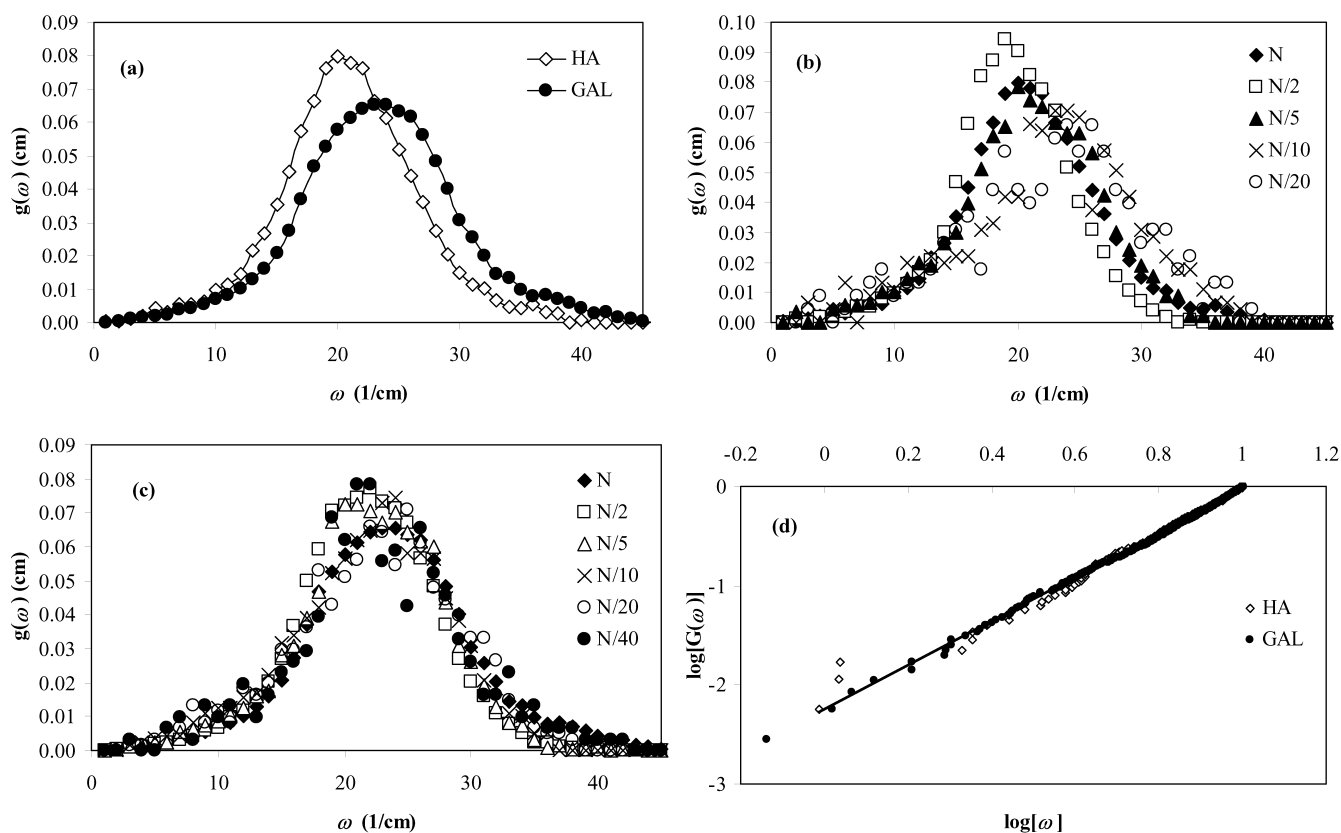 0.09
0.08
0.07
0.06
0.05
0.04
0.03
0.02
0.01
0.00
g(ω) (cm)
(a)
HA
GAL
0 10 20 30 40
ω (1/cm)
0.10
0.09
0.08
0.07
0.06
0.05
0.04
0.03
0.02
0.01
0.00
g(ω) (cm)
(b)
N
N/2
N/5
N/10
N/20
0 10 20 30 40
ω (1/cm)
0.09
0.08
0.07
0.06
0.05
0.04
0.03
0.02
0.01
0.00
g(ω) (cm)
(c)
N
N/2
N/5
N/10
N/20
N/40
0 10 20 30 40
ω (1/cm)
-0.2 0 0.2 0.4 0.6 0.8 1 1.2
0
-1
-2
-3
log[G(ω)]
(d)
HA
GAL
log[ω]